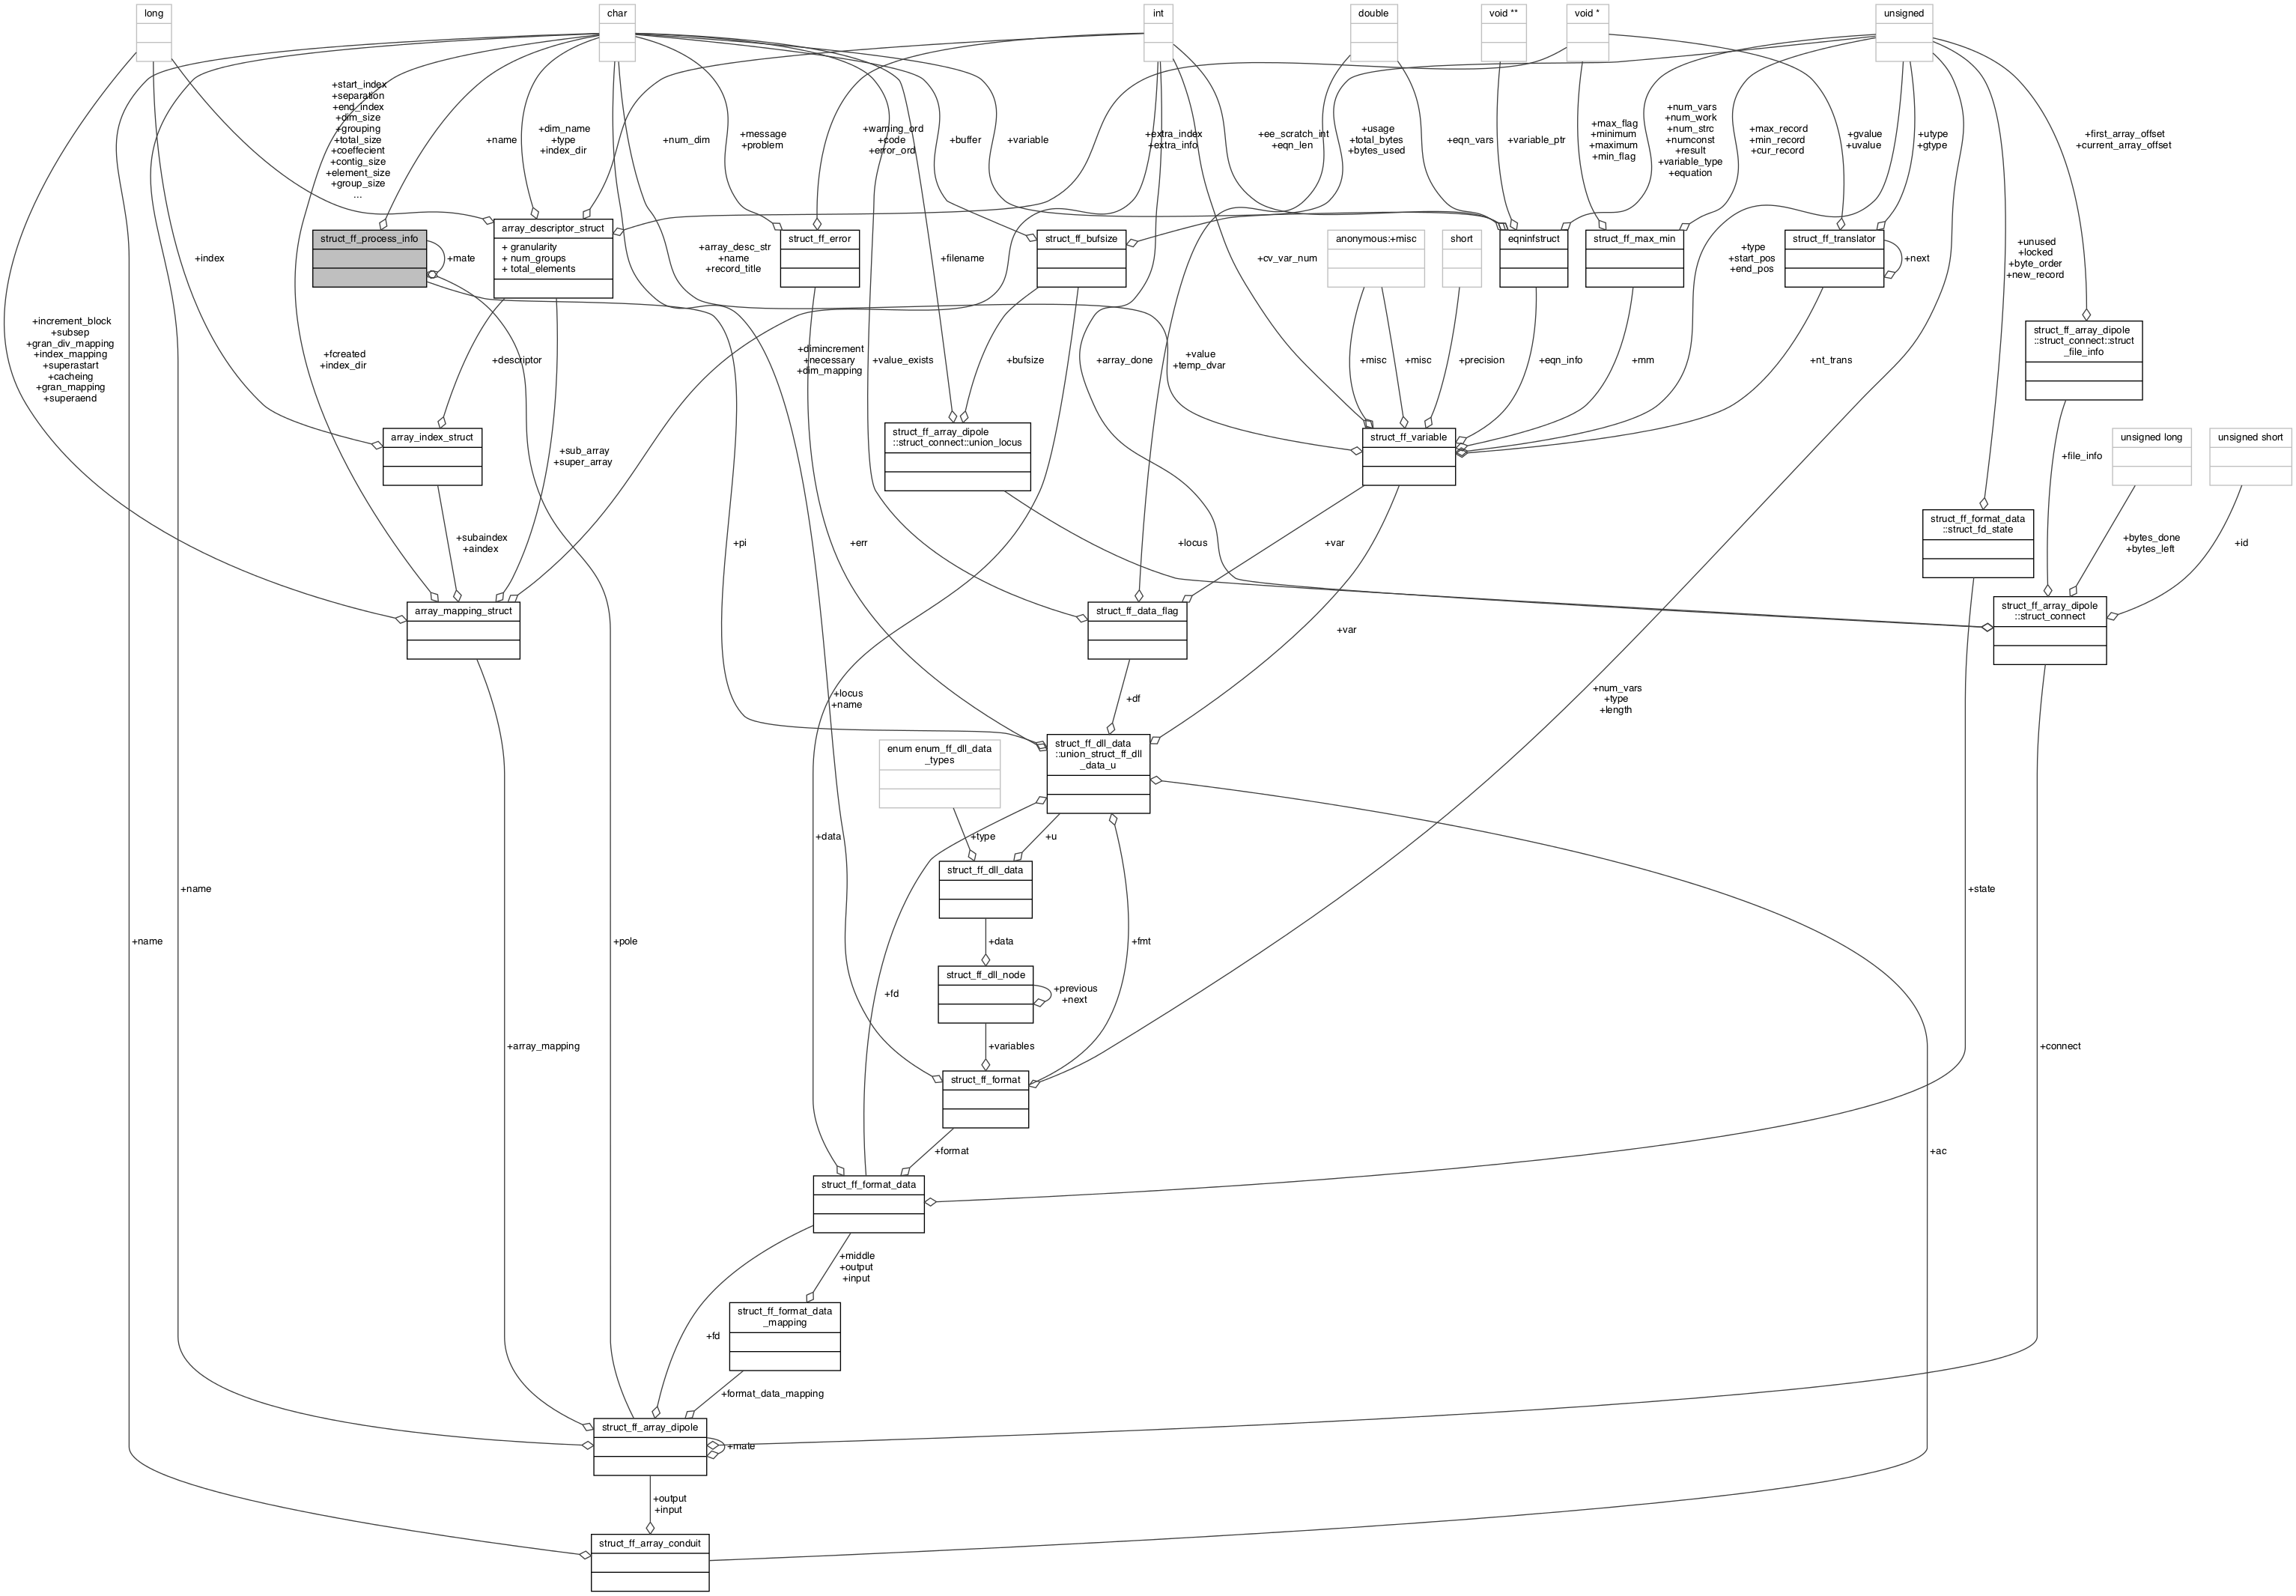 long
char
int
double
void **
void *
unsigned
+start_index
+separation
+end_index
+dim_size
+grouping
+total_size
+coeffecient
+contig_size
+element_size
+group_size
...
+name
+dim_name
+type
+index_dir
+num_dim
+message
+problem
+warning_ord
+code
+error_ord
+buffer
+variable
+extra_index
+extra_info
+ee_scratch_int
+eqn_len
+usage
+total_bytes
+bytes_used
+eqn_vars
+variable_ptr
+max_flag
+minimum
+maximum
+min_flag
+num_vars
+num_work
+num_strc
+numconst
+result
+variable_type
+equation
+max_record
+min_record
+cur_record
+gvalue
+uvalue
+utype
+gtype
+first_array_offset
+current_array_offset
struct_ff_process_info
+mate
array_descriptor_struct
+ granularity
+ num_groups
+ total_elements
struct_ff_error
struct_ff_bufsize
anonymous:+misc
short
eqninfstruct
struct_ff_max_min
struct_ff_translator
+next
+index
+array_desc_str
+name
+record_title
+filename
+cv_var_num
+type
+start_pos
+end_pos
+unused
+locked
+byte_order
+new_record
struct_ff_array_dipole
::struct_connect::struct
_file_info
+increment_block
+subsep
+gran_div_mapping
+index_mapping
+superastart
+cacheing
+gran_mapping
+superaend
+fcreated
+index_dir
+descriptor
+dimincrement
+necessary
+dim_mapping
+value_exists
+bufsize
+array_done
+value
+temp_dvar
+misc
+misc
+precision
+eqn_info
+mm
+nt_trans
array_index_struct
+sub_array
+super_array
struct_ff_array_dipole
::struct_connect::union_locus
struct_ff_variable
+file_info
unsigned long
unsigned short
+subaindex
+aindex
+pi
+err
+locus
+var
struct_ff_format_data
::struct_fd_state
+bytes_done
+bytes_left
+id
array_mapping_struct
struct_ff_data_flag
+var
struct_ff_array_dipole
::struct_connect
+locus
+name
+df
+num_vars
+type
+length
enum enum_ff_dll_data
_types
struct_ff_dll_data
::union_struct_ff_dll
_data_u
+data
+type
+u
struct_ff_dll_data
+name
+state
+name
+pole
+data
+fmt
struct_ff_dll_node
+previous
+next
+fd
+array_mapping
+variables
+connect
struct_ff_format
+format
+ac
struct_ff_format_data
+middle
+output
+input
struct_ff_format_data
_mapping
+fd
+format_data_mapping
struct_ff_array_dipole
+mate
+output
+input
struct_ff_array_conduit